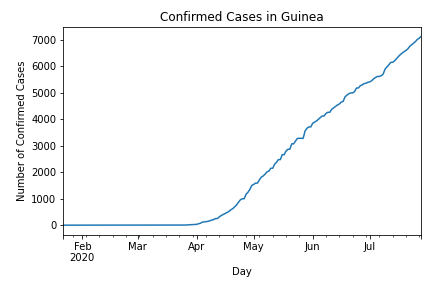 Confirmed Cases in Guinea
Number of Confirmed Cases
7000
6000
5000
4000
3000
2000
1000
0
Feb Mar Apr May Jun Jul
2020
Day